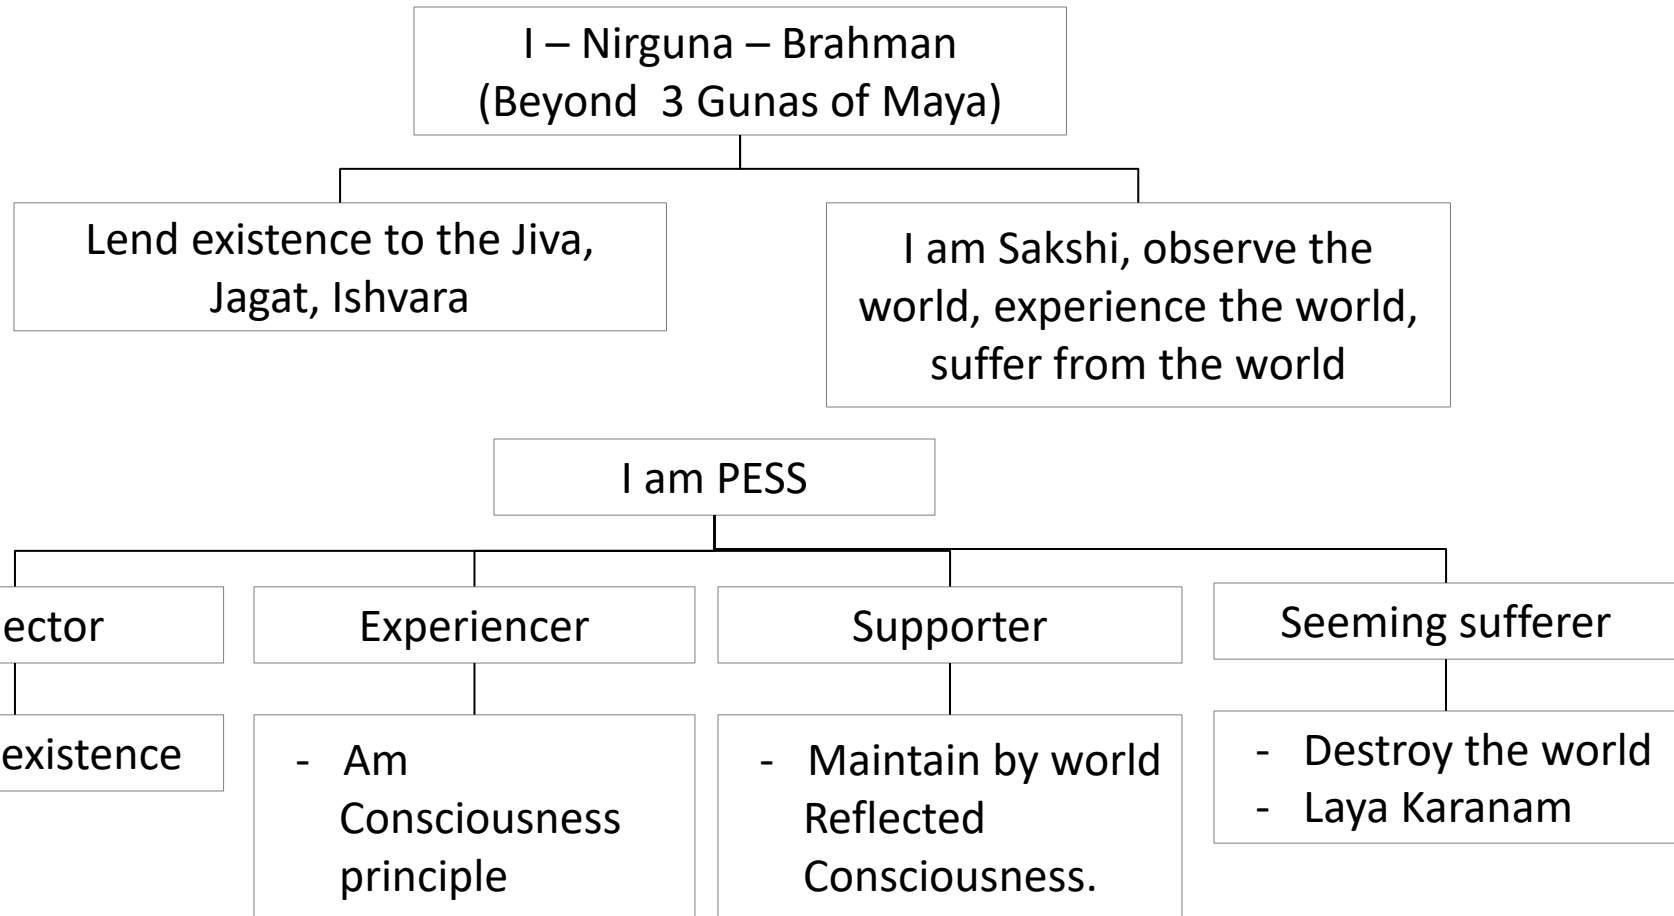 I – Nirguna – Brahman
(Beyond 3 Gunas of Maya)
Lend existence to the Jiva,
Jagat, Ishvara
I am Sakshi, observe the
world, experience the world,
suffer from the world
I am PESS
ector
Experiencer
Supporter
Seeming sufferer
existence
- Am
Consciousness
principle
- Maintain by world
Reflected
Consciousness.
- Destroy the world
- Laya Karanam